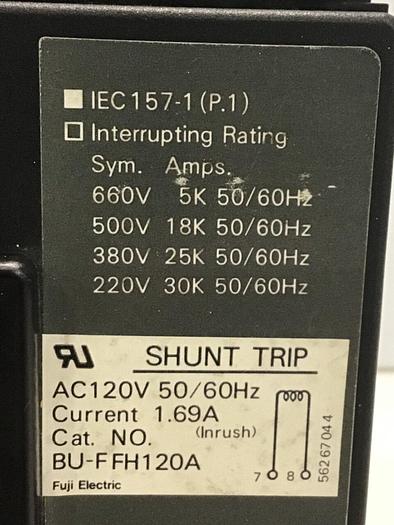 IEC 157-1 (P.1)
Interrupting Rating
Sym. Amps.
660V 5K 50/60Hz
500V 18K 50/60Hz
380V 25K 50/60Hz
220V 30K 50/60Hz
SHUNT TRIP
AC120V 50/60Hz
Current 1.69A
(Inrush)
Cat. NO.
BU-FFH120A
Fuji Electric
7 8
56267044